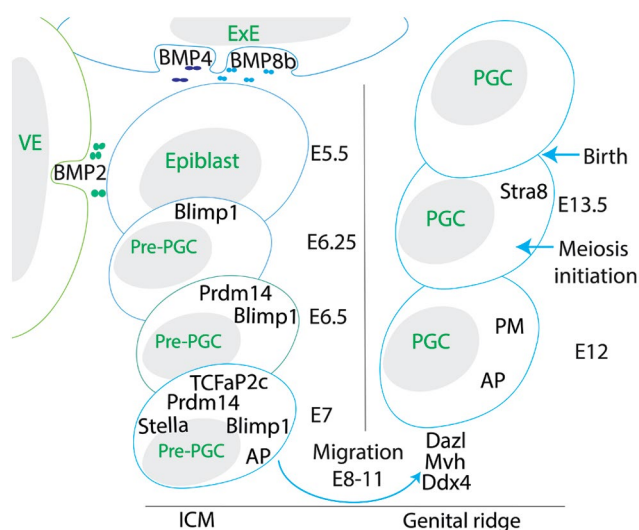 ExE
BMP4
BMP8b
VE
BMP2
Epiblast
E5.5
Blimp1
Pre-PGC
E6.25
Prdm14
Blimp1
E6.5
Pre-PGC
TCFaP2c
Prdm14
Stella
Blimp1
E7
Pre-PGC
AP
Migration
E8-11
ICM
PGC
Birth
Stra8
E13.5
PGC
Meiosis
initiation
PM
PGC
E12
AP
Dazl
Mvh
Ddx4
Genital ridge